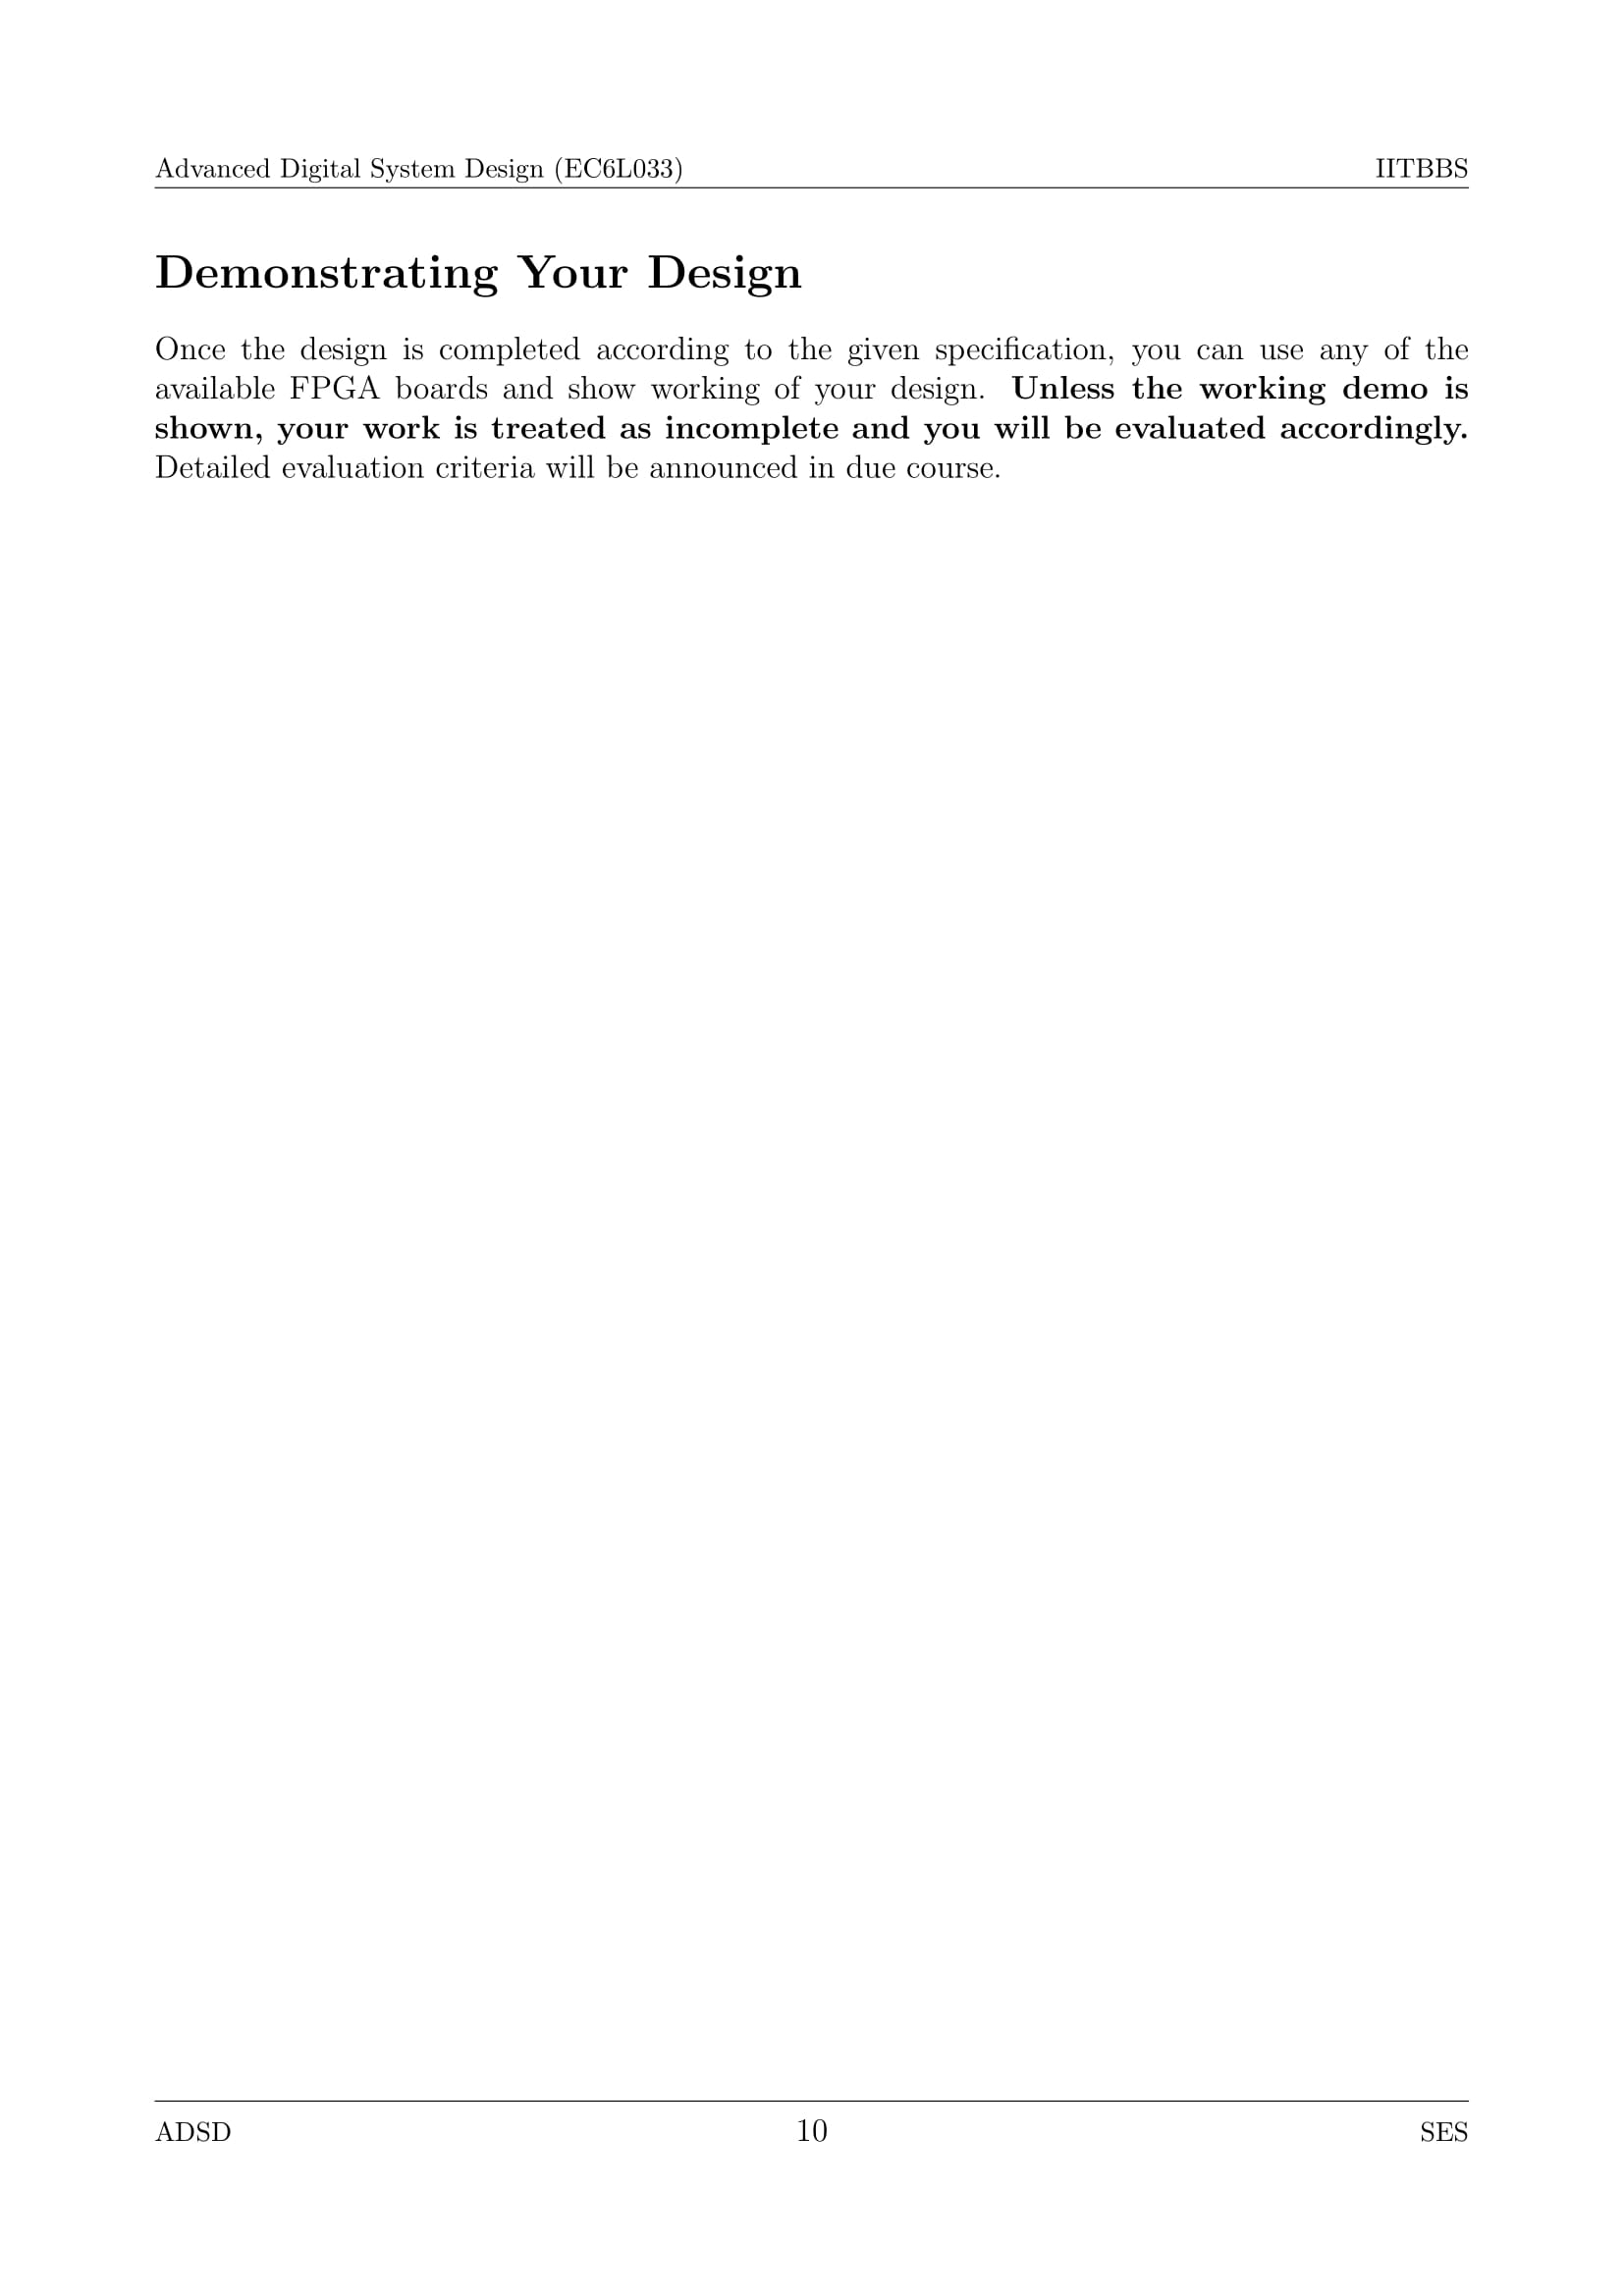 Advanced Digital System Design (EC6L033) IITBBS
Demonstrating Your Design
Once the design is completed according to the given specification, you can use any of the
available FPGA boards and show working of your design. Unless the working demo is
shown, your work is treated as incomplete and you will be evaluated accordingly.
Detailed evaluation criteria will be announced in due course.
ADSD 10 SES